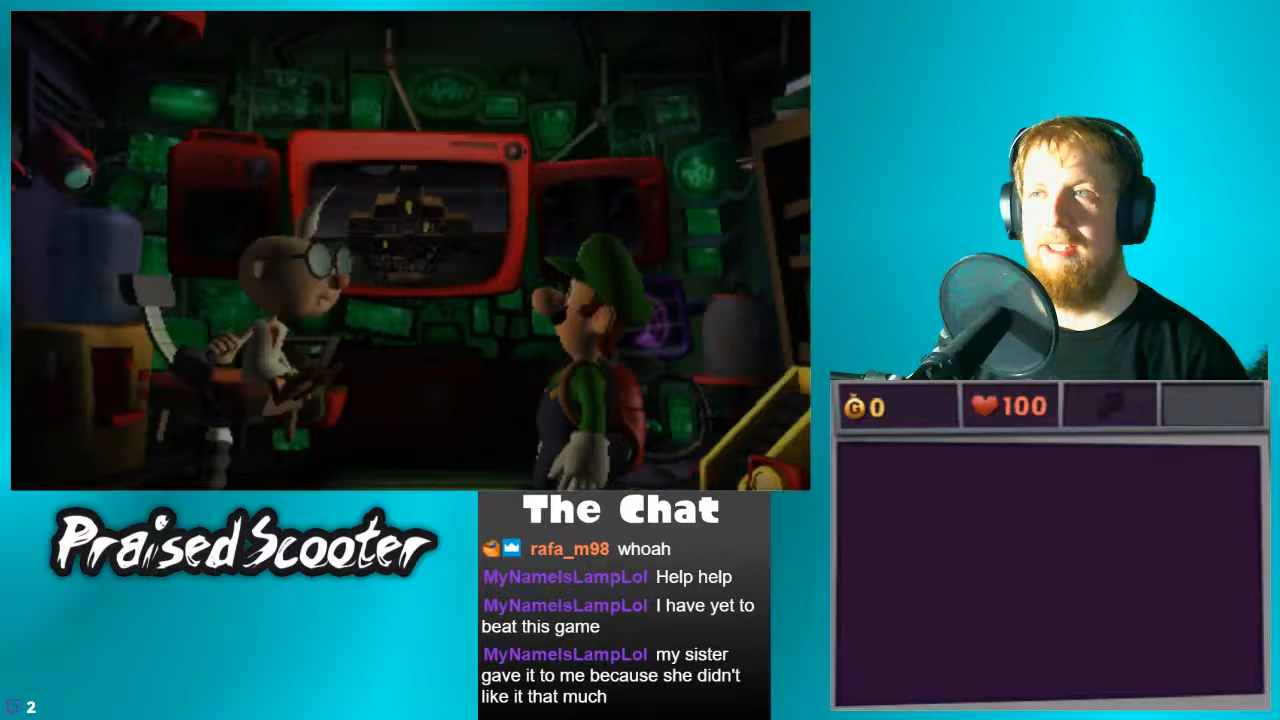 G 0
100
PraisedScooter
The Chat
rafa_m98 whoah
MyNameIsLampLol Help help
MyNameIsLampLol I have yet to
beat this game
MyNameIsLampLol my sister
gave it to me because she didn't
like it that much
2